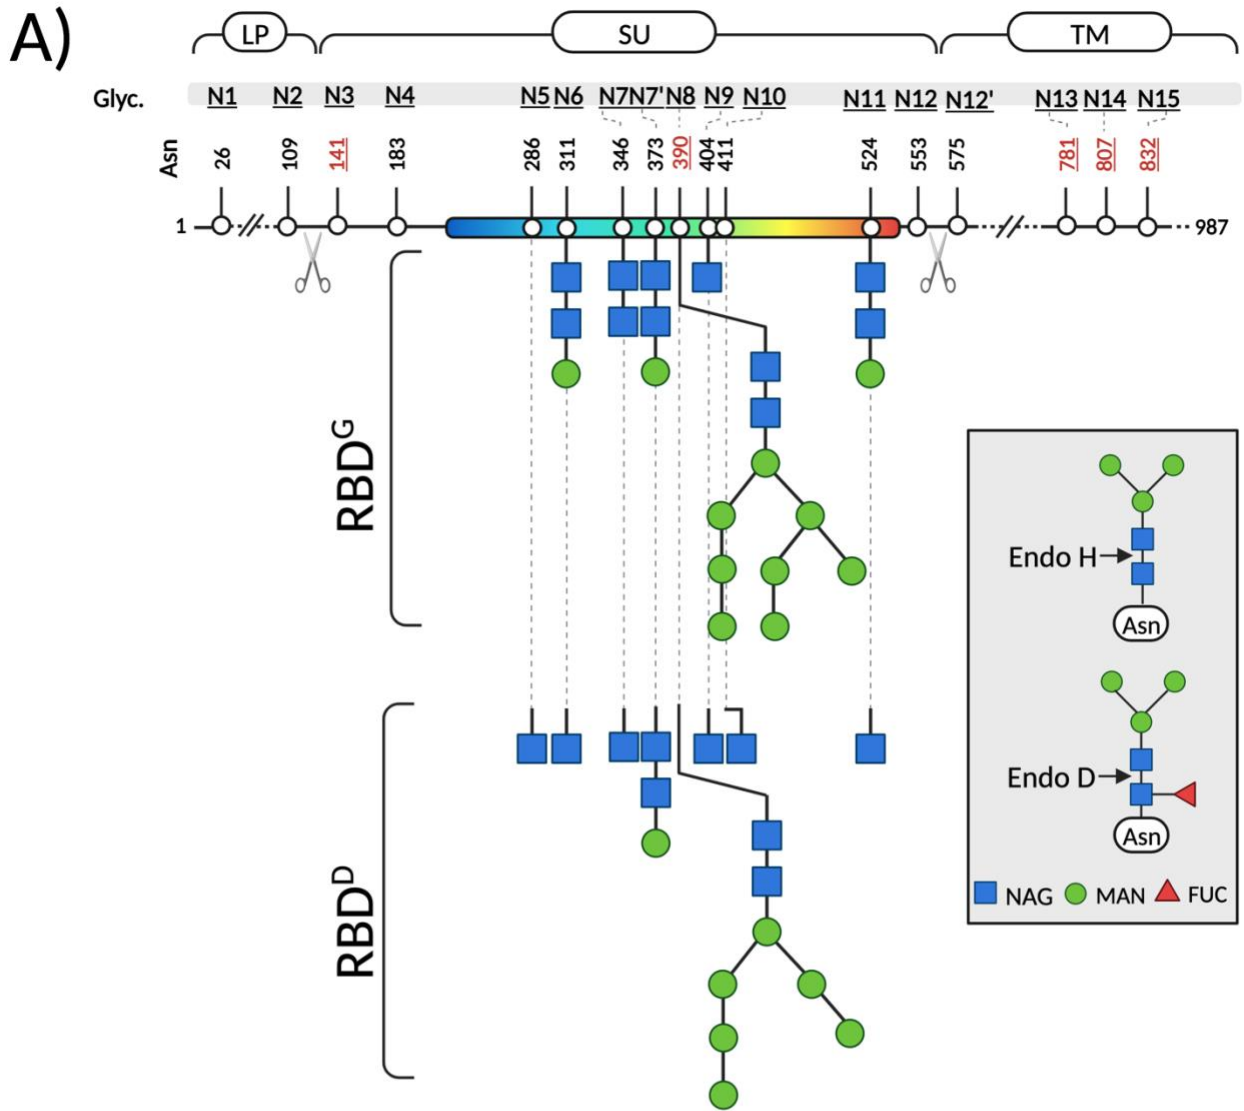 A)
LP SU TM
Glyc. N1 N2 N3 N4 N5 N6 N7 N7' N8 N9 N10 N11 N12 N12' N13 N14 N15
Asn 26 109 141 183 286 311 346 373 390 404 411 524 553 575 781 807 832
1 987
RBDG
Endo H
Asn
Endo D
Asn
NAG MAN FUC
RBDD